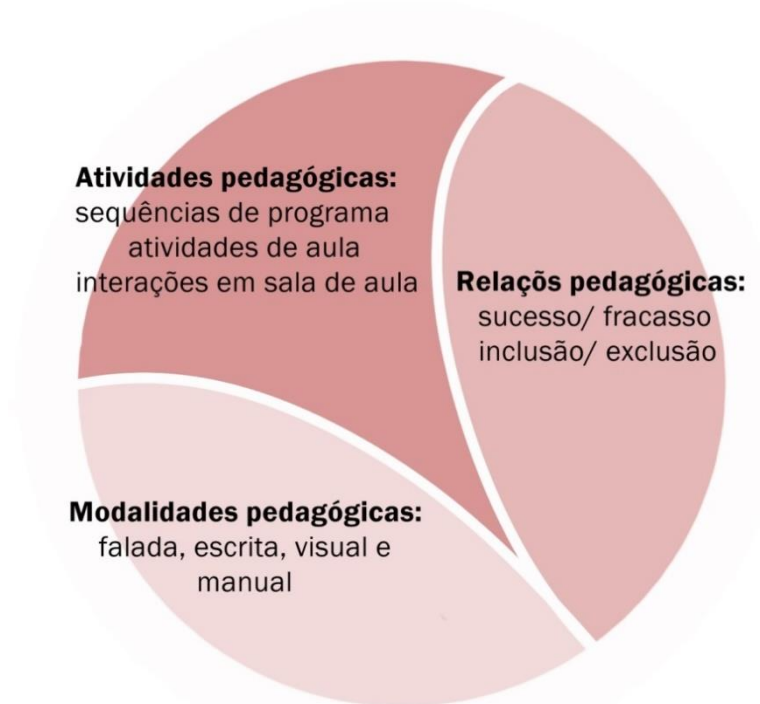 Atividades pedagógicas:
sequências de programa
atividades de aula
interações em sala de aula
Relaçõs pedagógicas:
sucesso/ fracasso
inclusão/ exclusão
Modalidades pedagógicas:
falada, escrita, visual e
manual